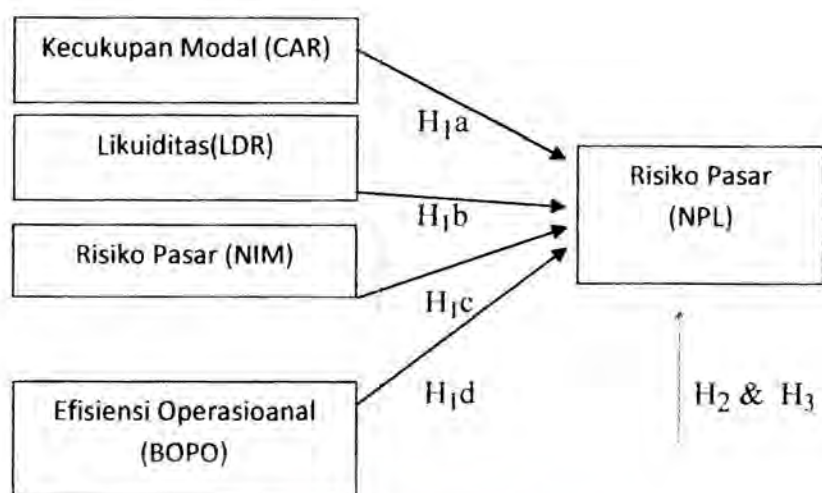 Kecukupan Modal (CAR)
H₁a
Likuiditas(LDR)
H₁b
Risiko Pasar (NIM)
H₁c
Efisiensi Operasioanal
(BOPO)
H₁d
Risiko Pasar
(NPL)
H₂ & H₃